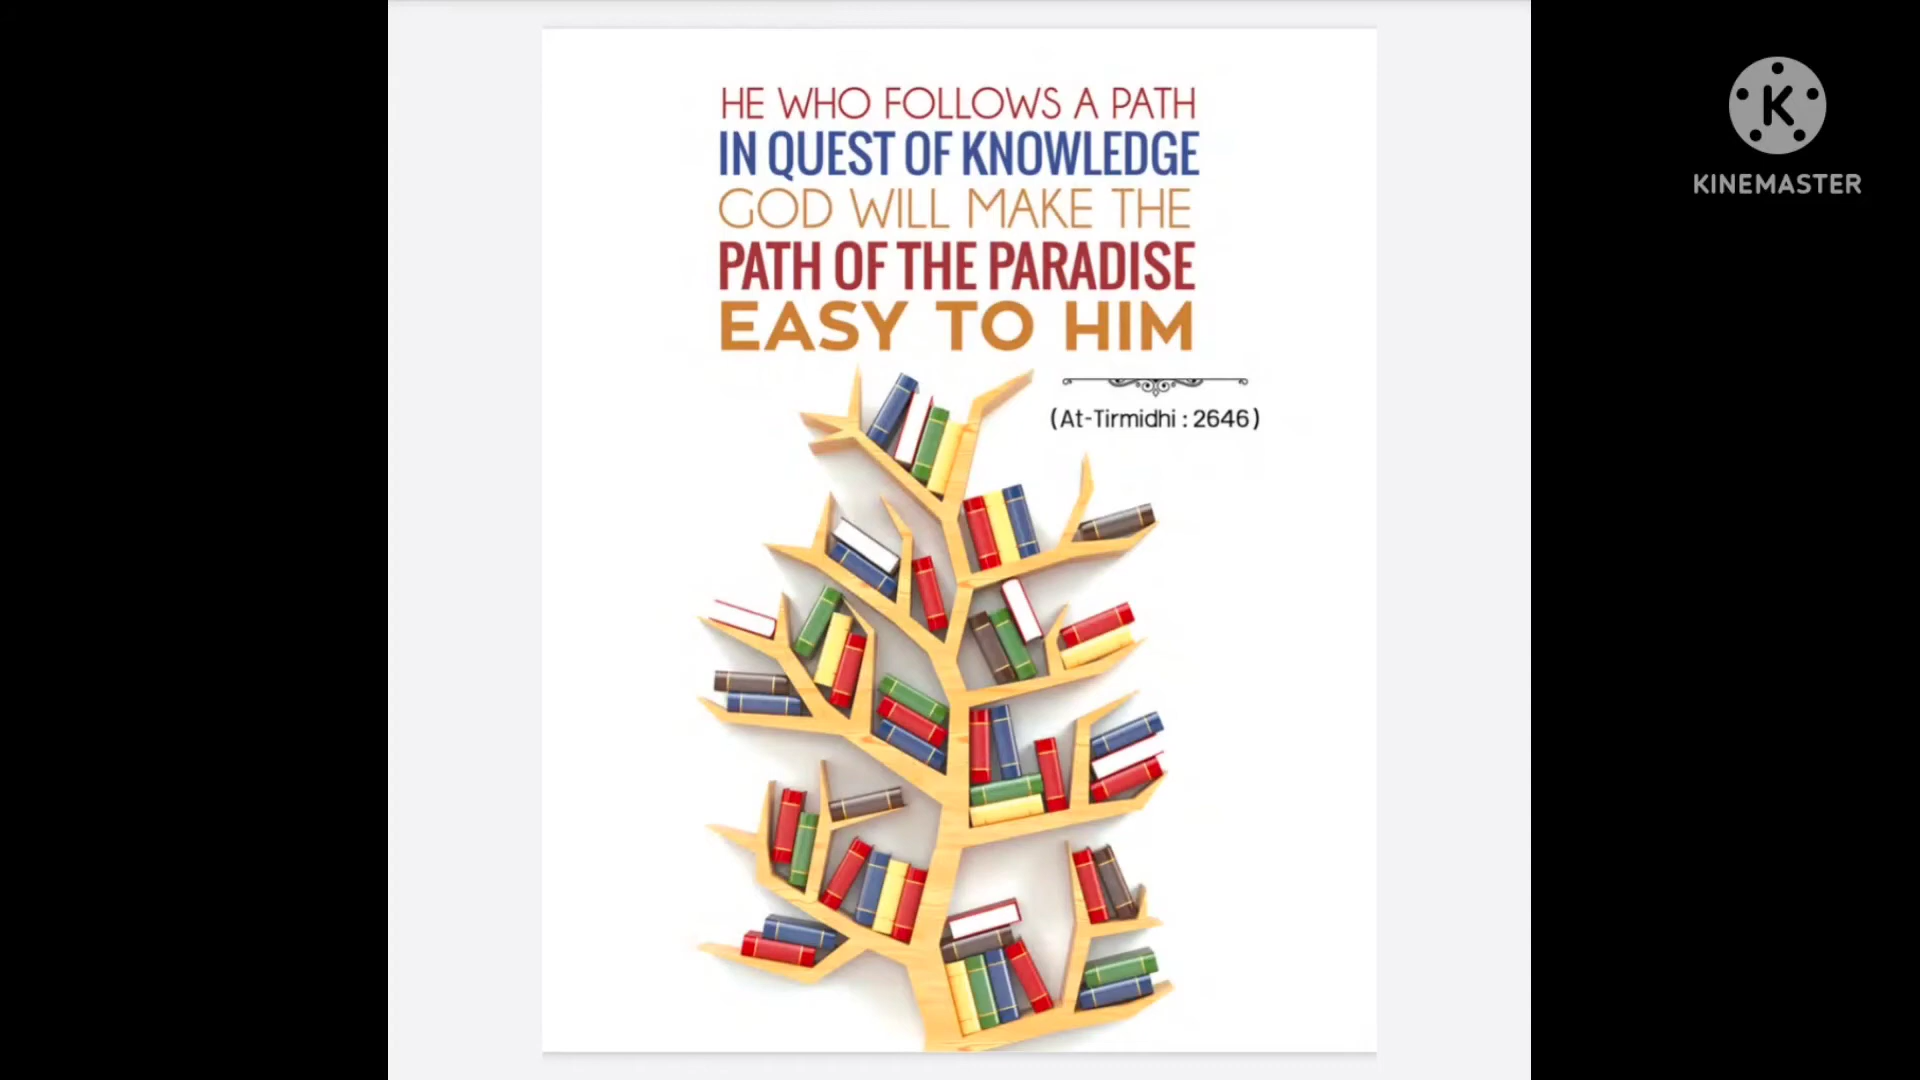 HE WHO FOLLOWS A PATH
IN QUEST OF KNOWLEDGE
GOD WILL MAKE THE
PATH OF THE PARADISE
EASY TO HIM
(At-Tirmidhi : 2646)
K
KINEMASTER